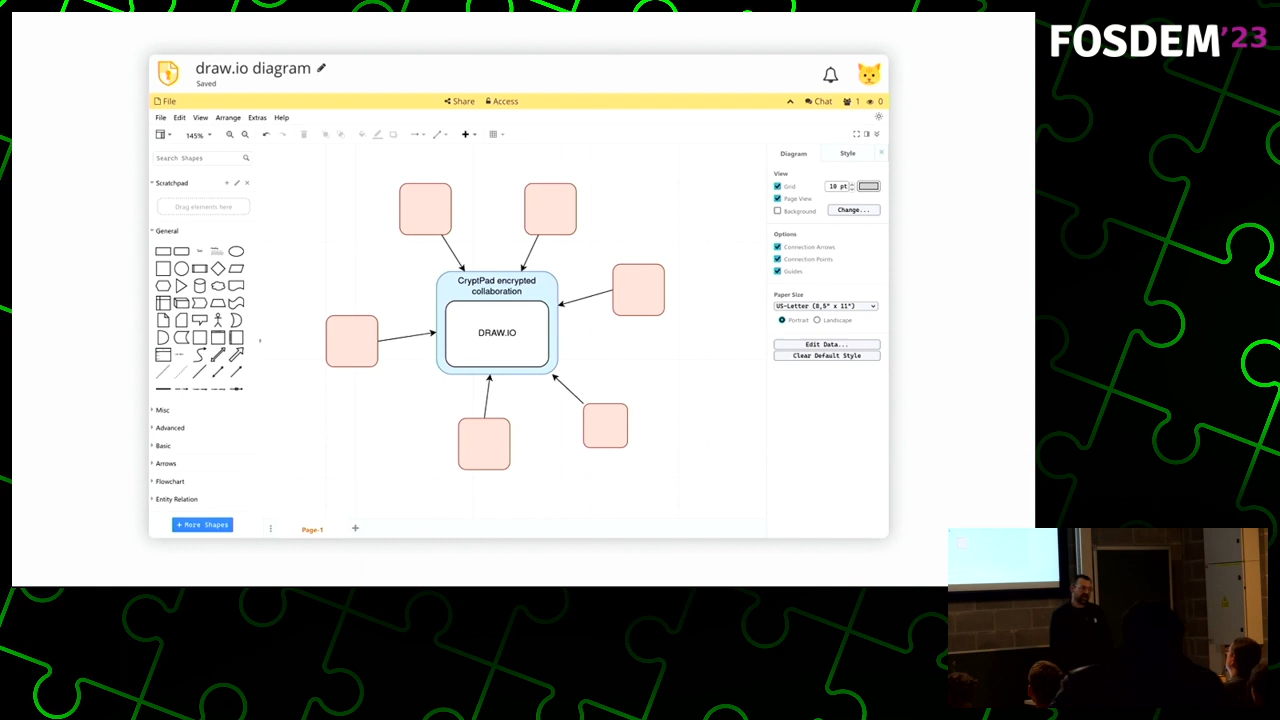 FOSDEM'23
draw.io diagram
Saved
File
Share
Access
Chat
1
0
File Edit View Arrange Extras Help
145%
Search Shapes
Scratchpad
Drag elements here
General
Misc
Advanced
Basic
Arrows
Flowchart
Entity Relation
+ More Shapes
CryptPad encrypted
collaboration
DRAW.IO
Page-1
Diagram
Style
View
Grid
10 pt
Page View
Background
Change...
Options
Connection Arrows
Connection Points
Guides
Paper Size
US-Letter (8,5" x 11")
Portrait
Landscape
Edit Data...
Clear Default Style